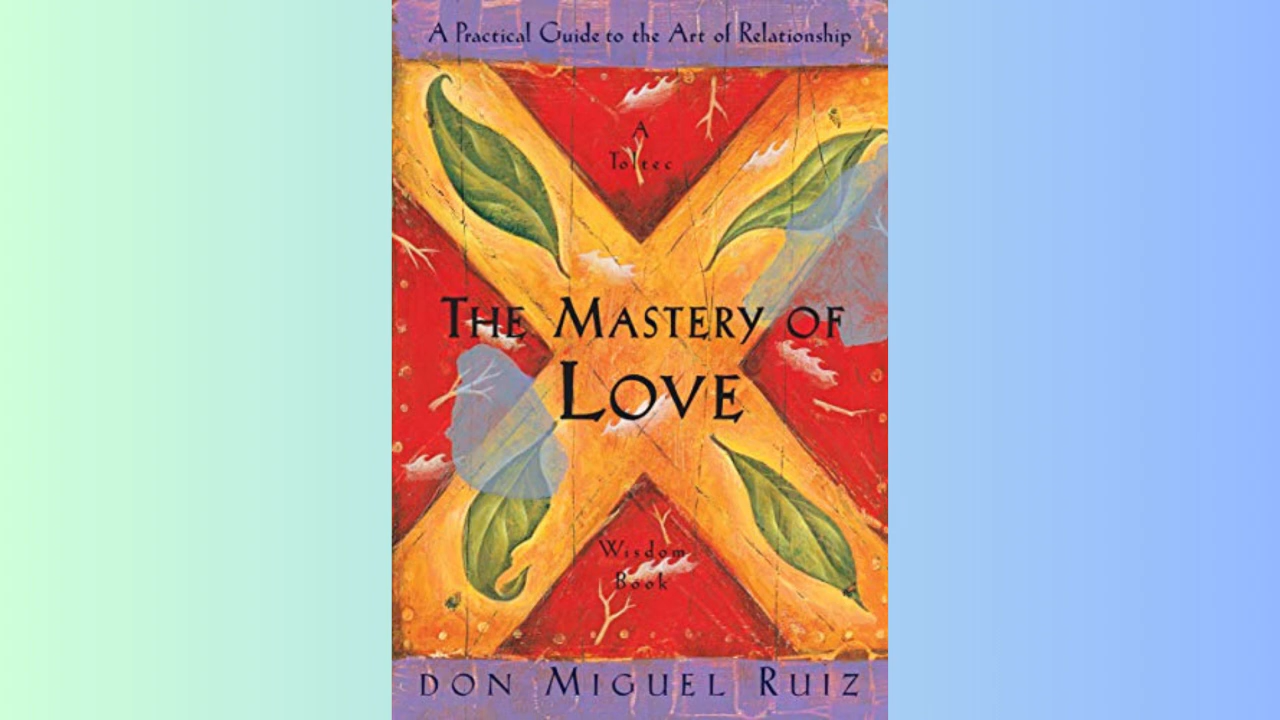 A Practical Guide to the Art of Relationship
A
Toltec
The Mastery of
Love
Wisdom
Book
DON MIGUEL RUIZ